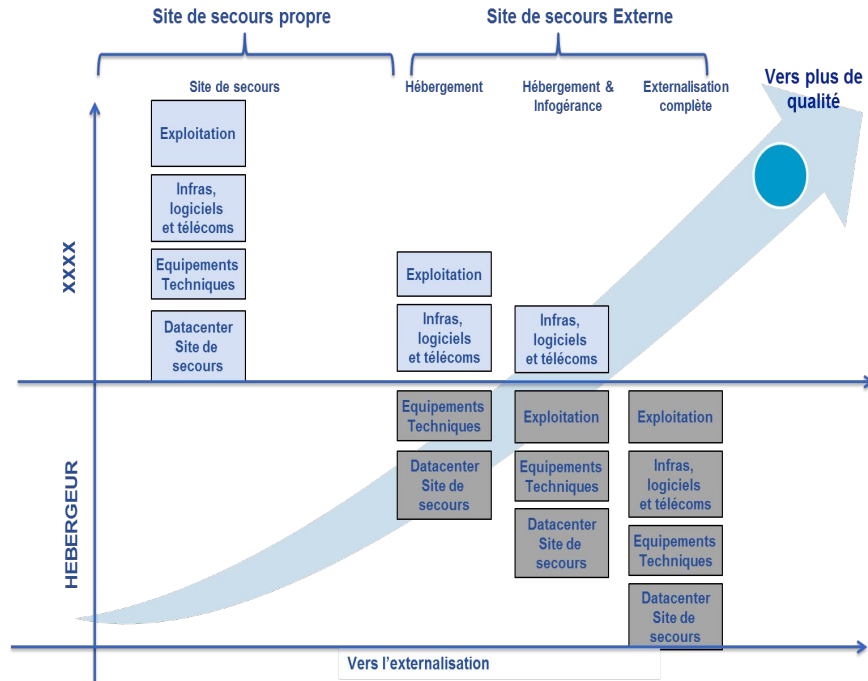 Site de secours propre
Site de secours Externe
Vers plus de
qualité
Site de secours
Hébergement
Hébergement &
Infogérance
Externalisation
complète
XXXX
Exploitation
Infras,
logiciels
et télécoms
Equipements
Techniques
Datacenter
Site de
secours
Exploitation
Infras,
logiciels
et télécoms
Infras,
logiciels
et télécoms
HEBERGEUR
Equipements
Techniques
Datacenter
Site de
secours
Exploitation
Equipements
Techniques
Datacenter
Site de
secours
Exploitation
Infras,
logiciels
et télécoms
Equipements
Techniques
Datacenter
Site de
secours
Vers l’externalisation